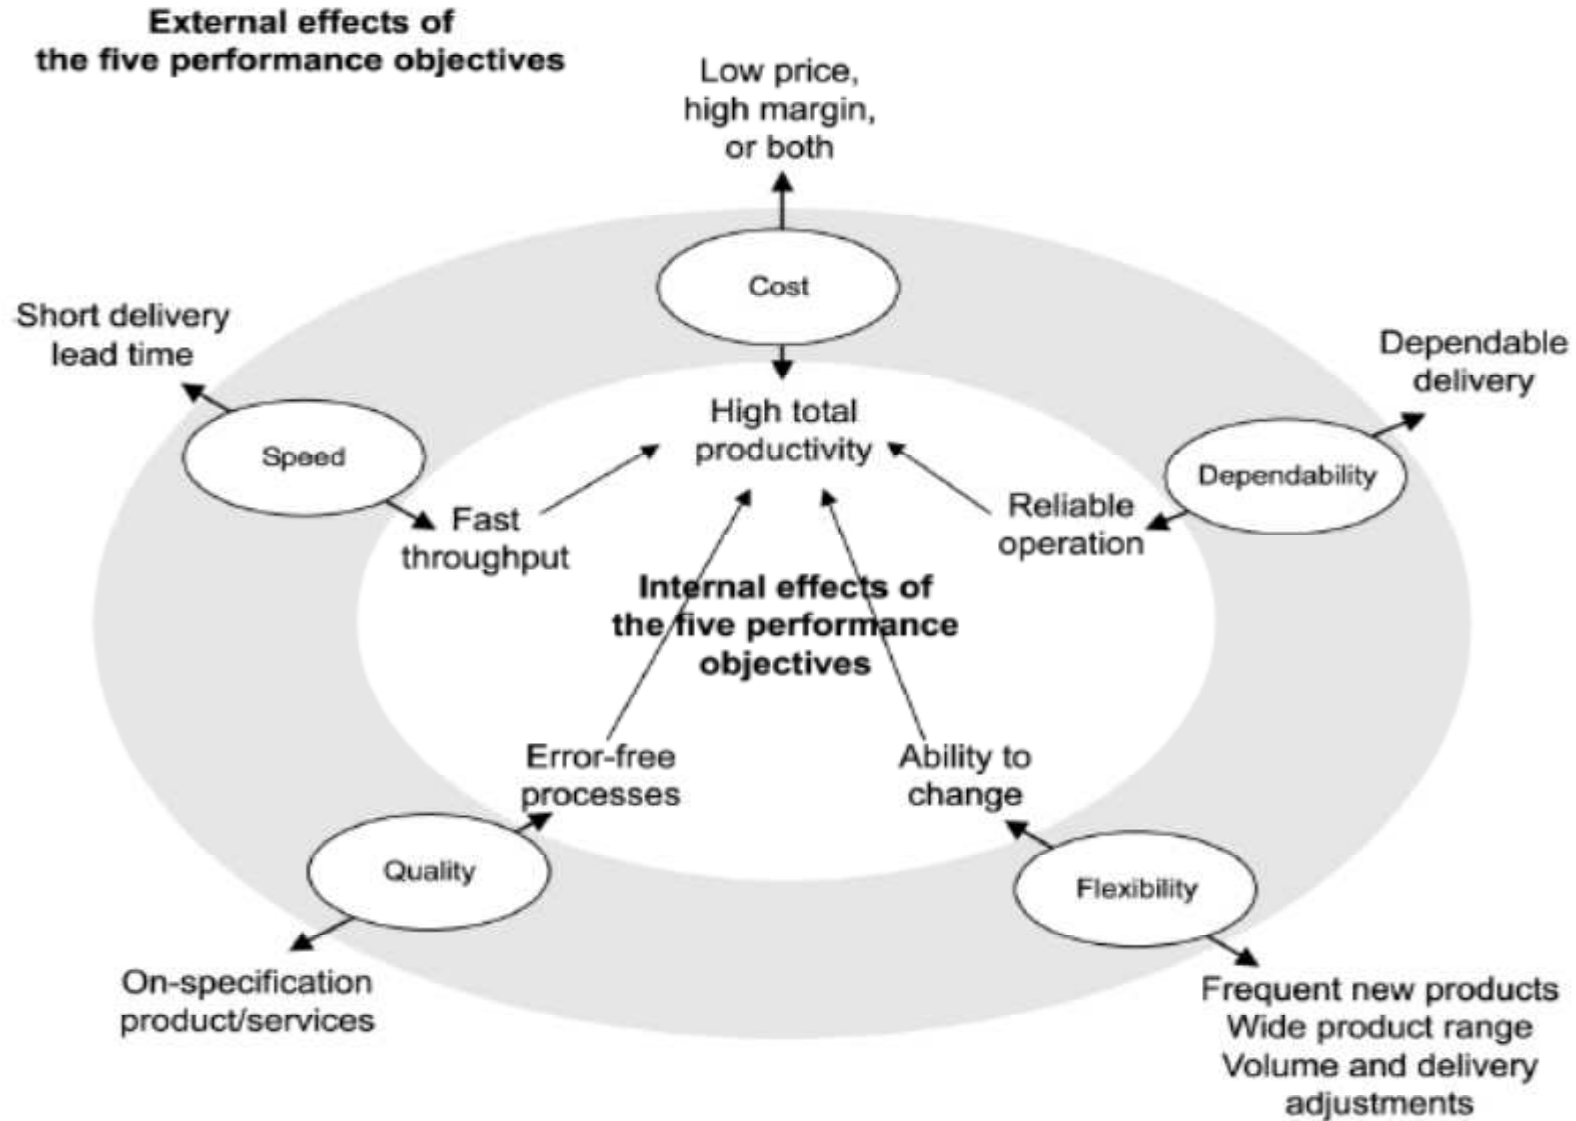 External effects of
the five performance objectives
Low price,
high margin,
or both
Cost
Short delivery
lead time
Dependable
delivery
High total
productivity
Speed
Dependability
Fast
throughput
Reliable
operation
Internal effects of
the five performance
objectives
Error-free
processes
Ability to
change
Quality
Flexibility
On-specification
product/services
Frequent new products
Wide product range
Volume and delivery
adjustments